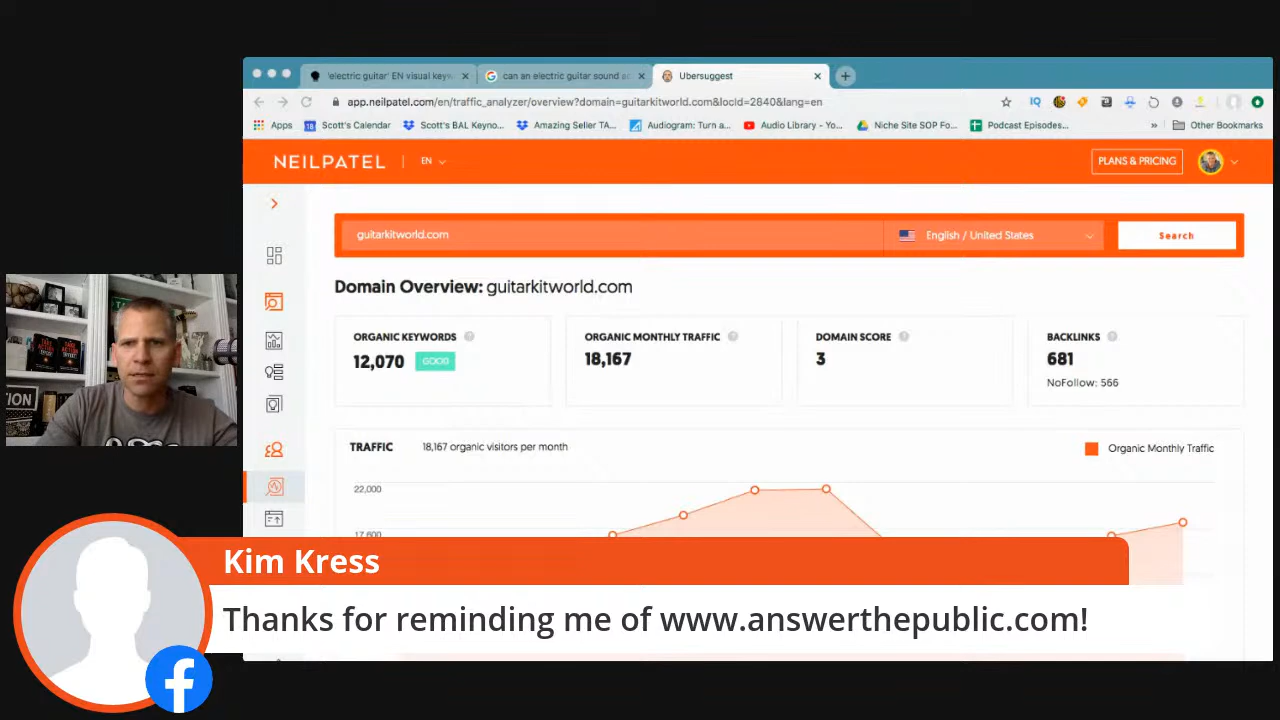 'electric guitar' EN visual keyw
can an electric guitar sound a
Ubersuggest
app.neilpatel.com/en/traffic_analyzer/overview?domain=guitarkitworld.com&locId=2840&lang=en
Apps
Scott's Calendar
Scott's BAL Keyno...
Amazing Seller TA...
Audiogram: Turn a...
Audio Library - Yo...
Niche Site SOP Fo...
Podcast Episodes...
»
Other Bookmarks
NEILPATEL
EN
PLANS & PRICING
guitarkitworld.com
English / United States
Search
Domain Overview: guitarkitworld.com
ORGANIC KEYWORDS
12,070 GOOD
ORGANIC MONTHLY TRAFFIC
18,167
DOMAIN SCORE
3
BACKLINKS
681
NoFollow: 566
TRAFFIC 18,167 organic visitors per month
Organic Monthly Traffic
22,000
17,600
Kim Kress
Thanks for reminding me of www.answerthepublic.com!